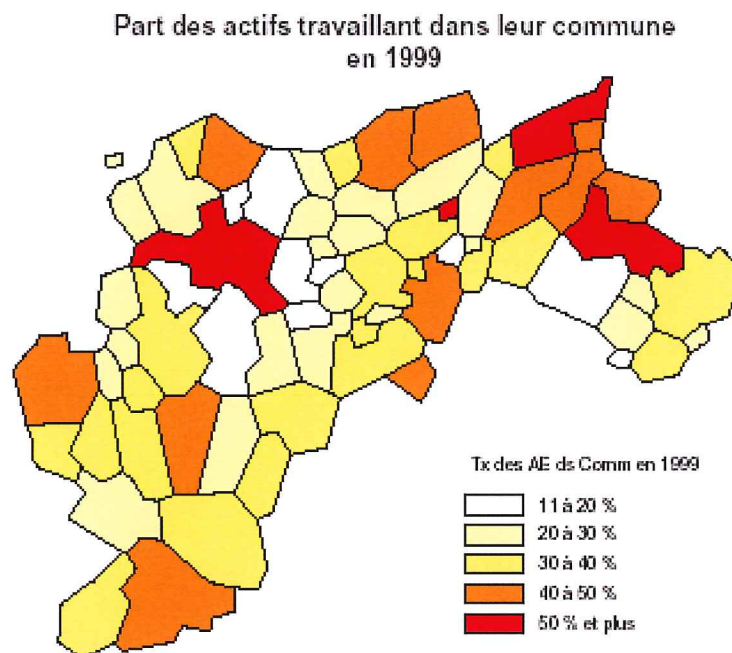 Part des actifs travaillant dans leur commune
en 1999
Tx des AE ds Comm en 1999
11 à 20 %
20 à 30 %
30 à 40 %
40 à 50 %
50 % et plus